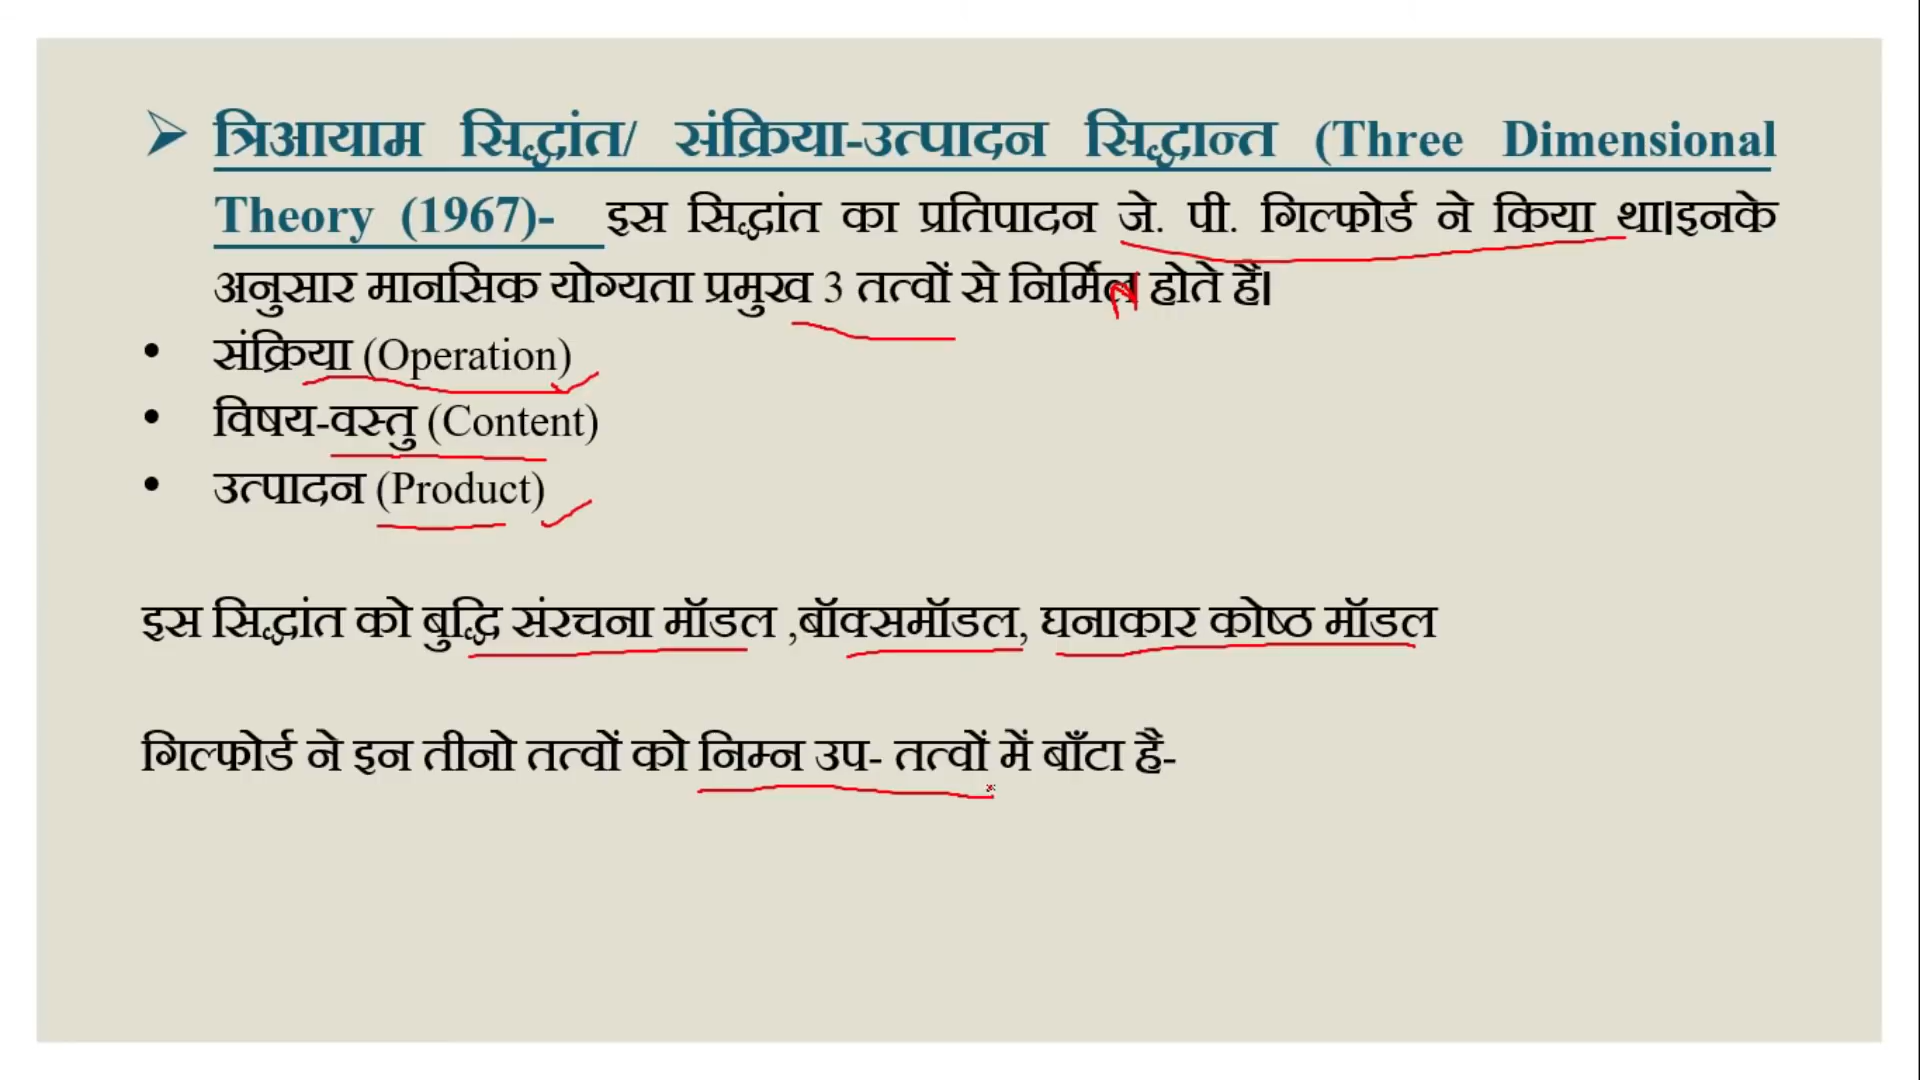 त्रिआयाम सिद्धांत/ संक्रिया-उत्पादन सिद्धान्त (Three Dimensional
Theory (1967)- इस सिद्धांत का प्रतिपादन जे. पी. गिल्फोर्ड ने किया था।इनके
अनुसार मानसिक योग्यता प्रमुख 3 तत्वों से निर्मित होते हैं।
• संक्रिया (Operation)
• विषय-वस्तु (Content)
• उत्पादन (Product)
इस सिद्धांत को बुद्धि संरचना मॉडल ,बॉक्समॉडल, घनाकार कोष्ठ मॉडल
गिल्फोर्ड ने इन तीनो तत्वों को निम्न उप- तत्वों में बाँटा है-